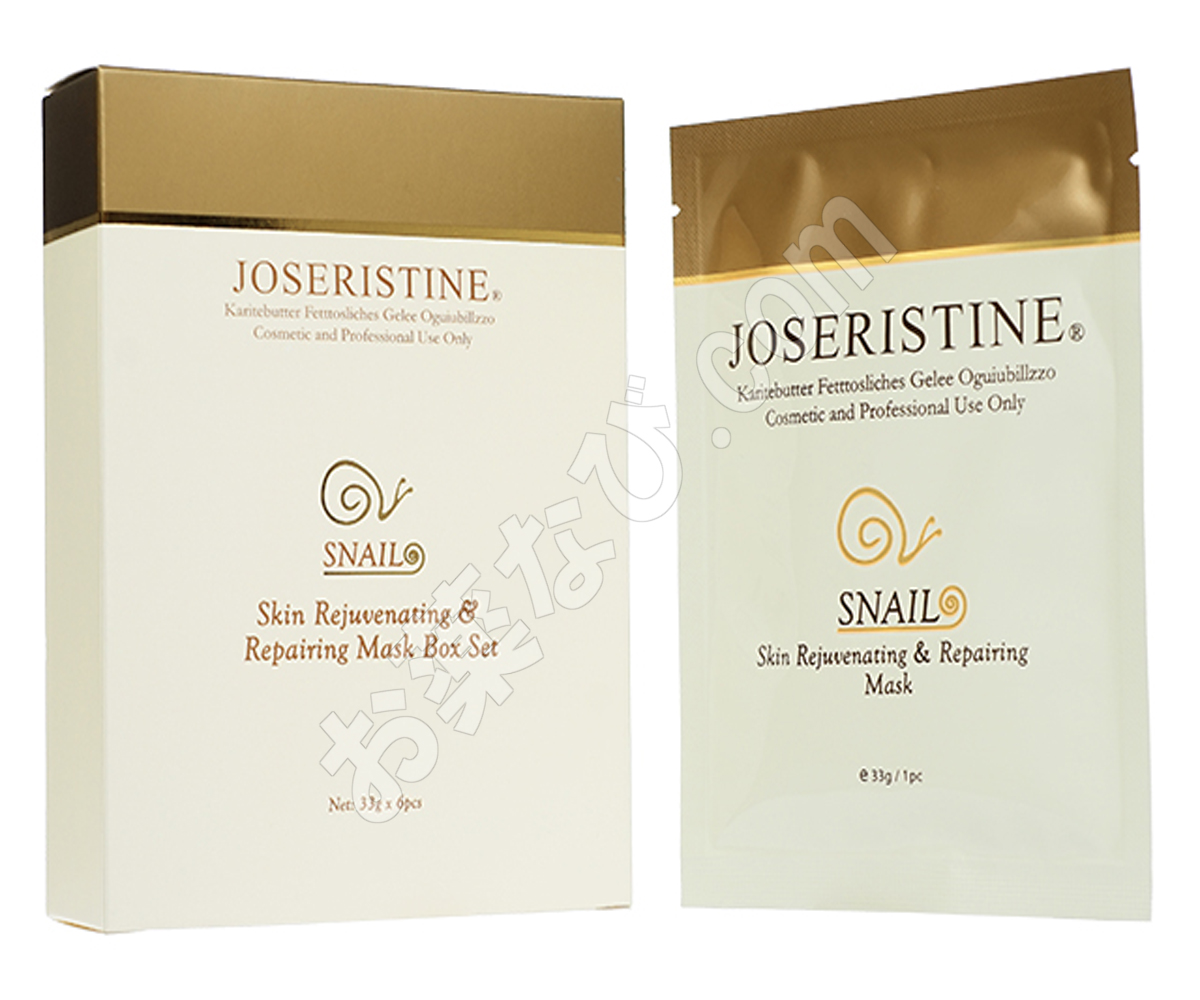 JOSERISTINE®
Karitebutter Fetttosliches Gelee Oguiubillzzo
Cosmetic and Professional Use Only
SNAIL
Skin Rejuvenating &
Repairing Mask Box Set
Net: 33g x 6pcs
JOSERISTINE®
Karitebutter Fetttosliches Gelee Oguiubillzzo
Cosmetic and Professional Use Only
SNAIL
Skin Rejuvenating & Repairing
Mask
e 33g / 1pc
お薬なび.com